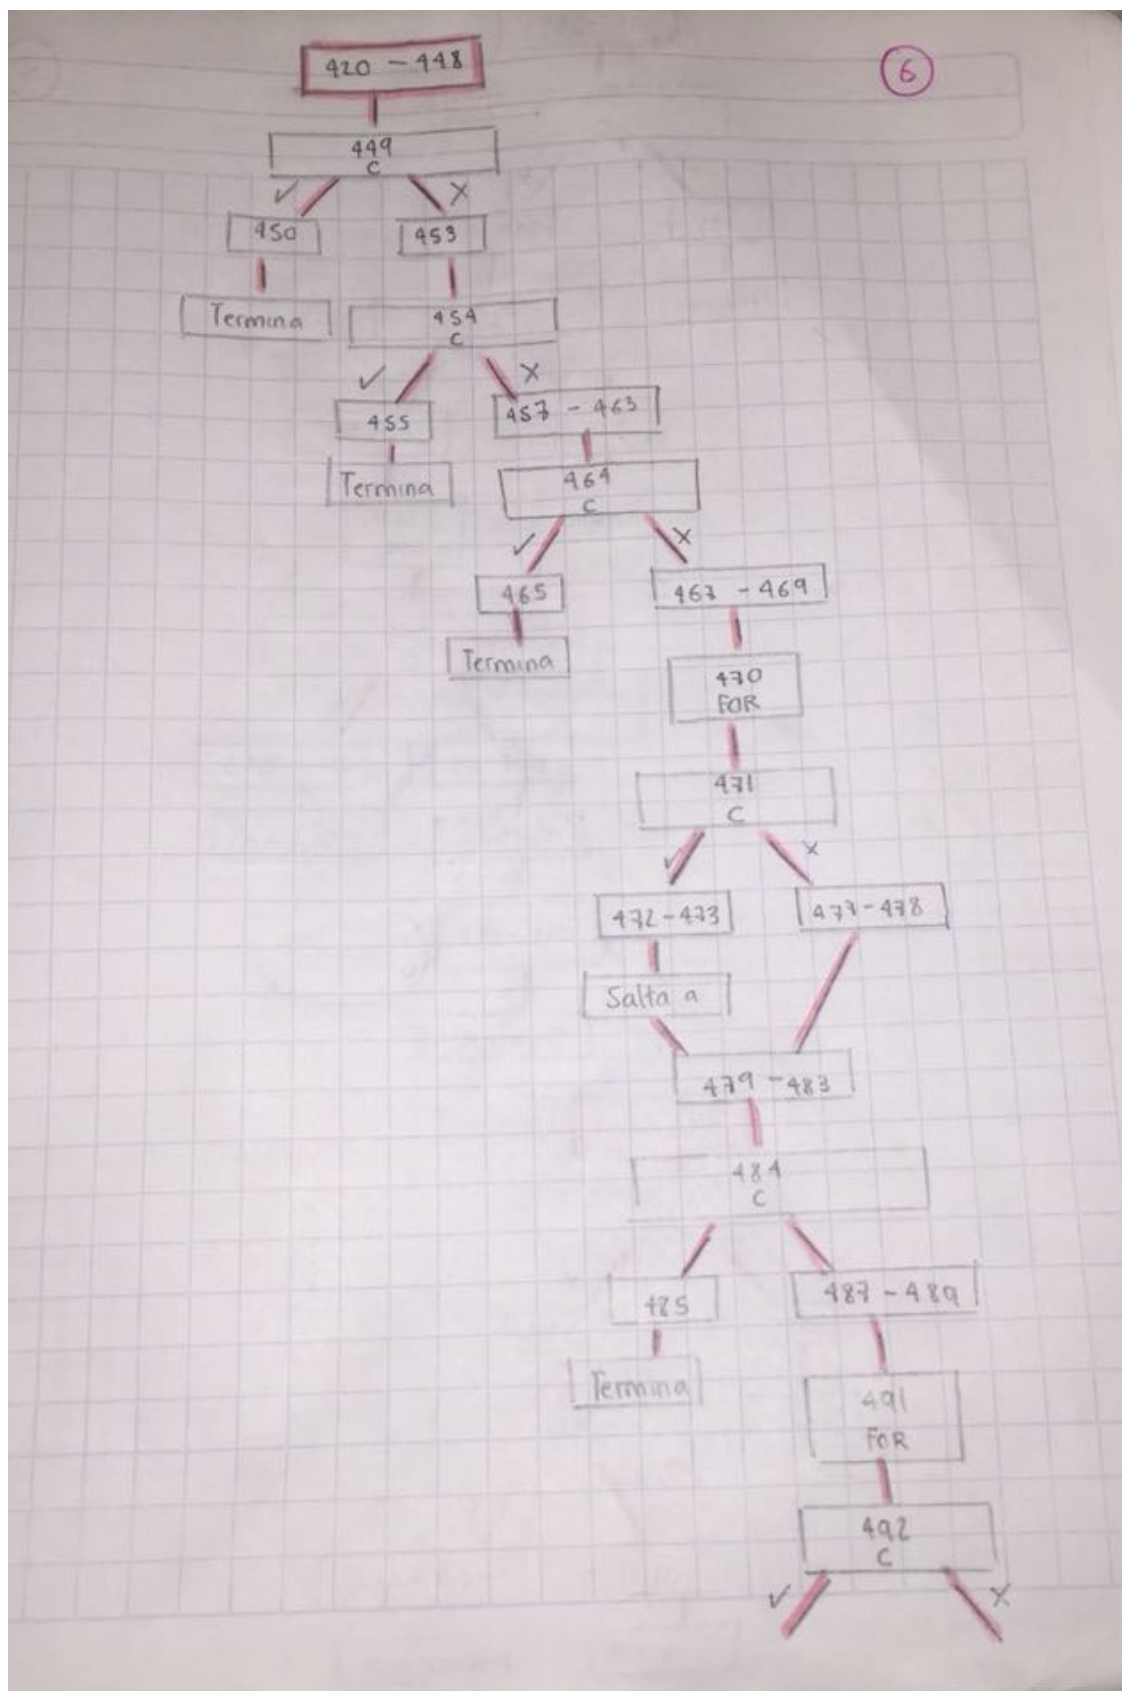 6
420 - 448
449
C
✓ X
450 453
Termina 454
C
✓ X
455 457 - 463
Termina 464
C
✓ X
465 467 - 469
Termina 470
FOR
471
C
✓ X
472-473 477-478
Salta a
479-483
484
C
485 487-489
Termina 491
FOR
492
C
✓ X